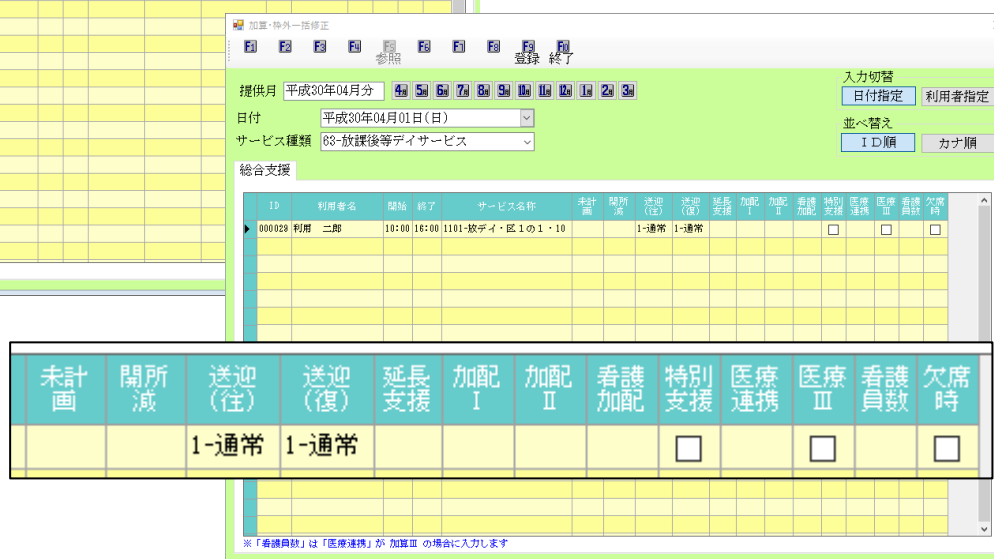 加算・枠外一括修正
F1 F2 F3 F4 F5 F6 F7 F8 F9 F10
参照 登録 終了
提供月 平成30年04月分 4月 5月 6月 7月 8月 9月 10月 11月 12月 1月 2月 3月
入力切替
日付指定 利用者指定
日付 平成30年04月01日(日)
並べ替え
サービス種類 63-放課後等デイサービス
ID順 カナ順
総合支援
ID 利用者名 開始 終了 サービス名称 未計画 開所減 送迎(往) 送迎(復) 延長支援 加配Ⅰ 加配Ⅱ 看護加配 特別支援 医療連携 医療Ⅲ 看護員数 欠席時
000029 利用 二郎 10:00 16:00 1101-放デイ・区1の1・10 1-通常 1-通常
未計 開所 送迎 送迎 延長 加配 加配 看護 特別 医療 医療 看護 欠席
画 減 (往) (復) 支援 Ⅰ Ⅱ 加配 支援 連携 Ⅲ 員数 時
1-通常 1-通常
※「看護員数」は「医療連携」が 加算Ⅲ の場合に入力します